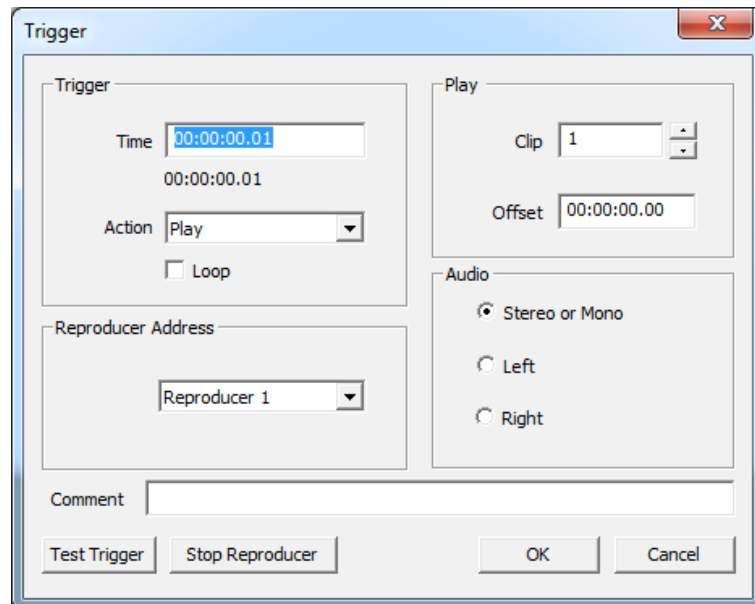 Trigger
Trigger
Time 00:00:00.01
00:00:00.01
Action Play
Loop
Reproducer Address
Reproducer 1
Play
Clip 1
Offset 00:00:00.00
Audio
Stereo or Mono
Left
Right
Comment
Test Trigger Stop Reproducer OK Cancel